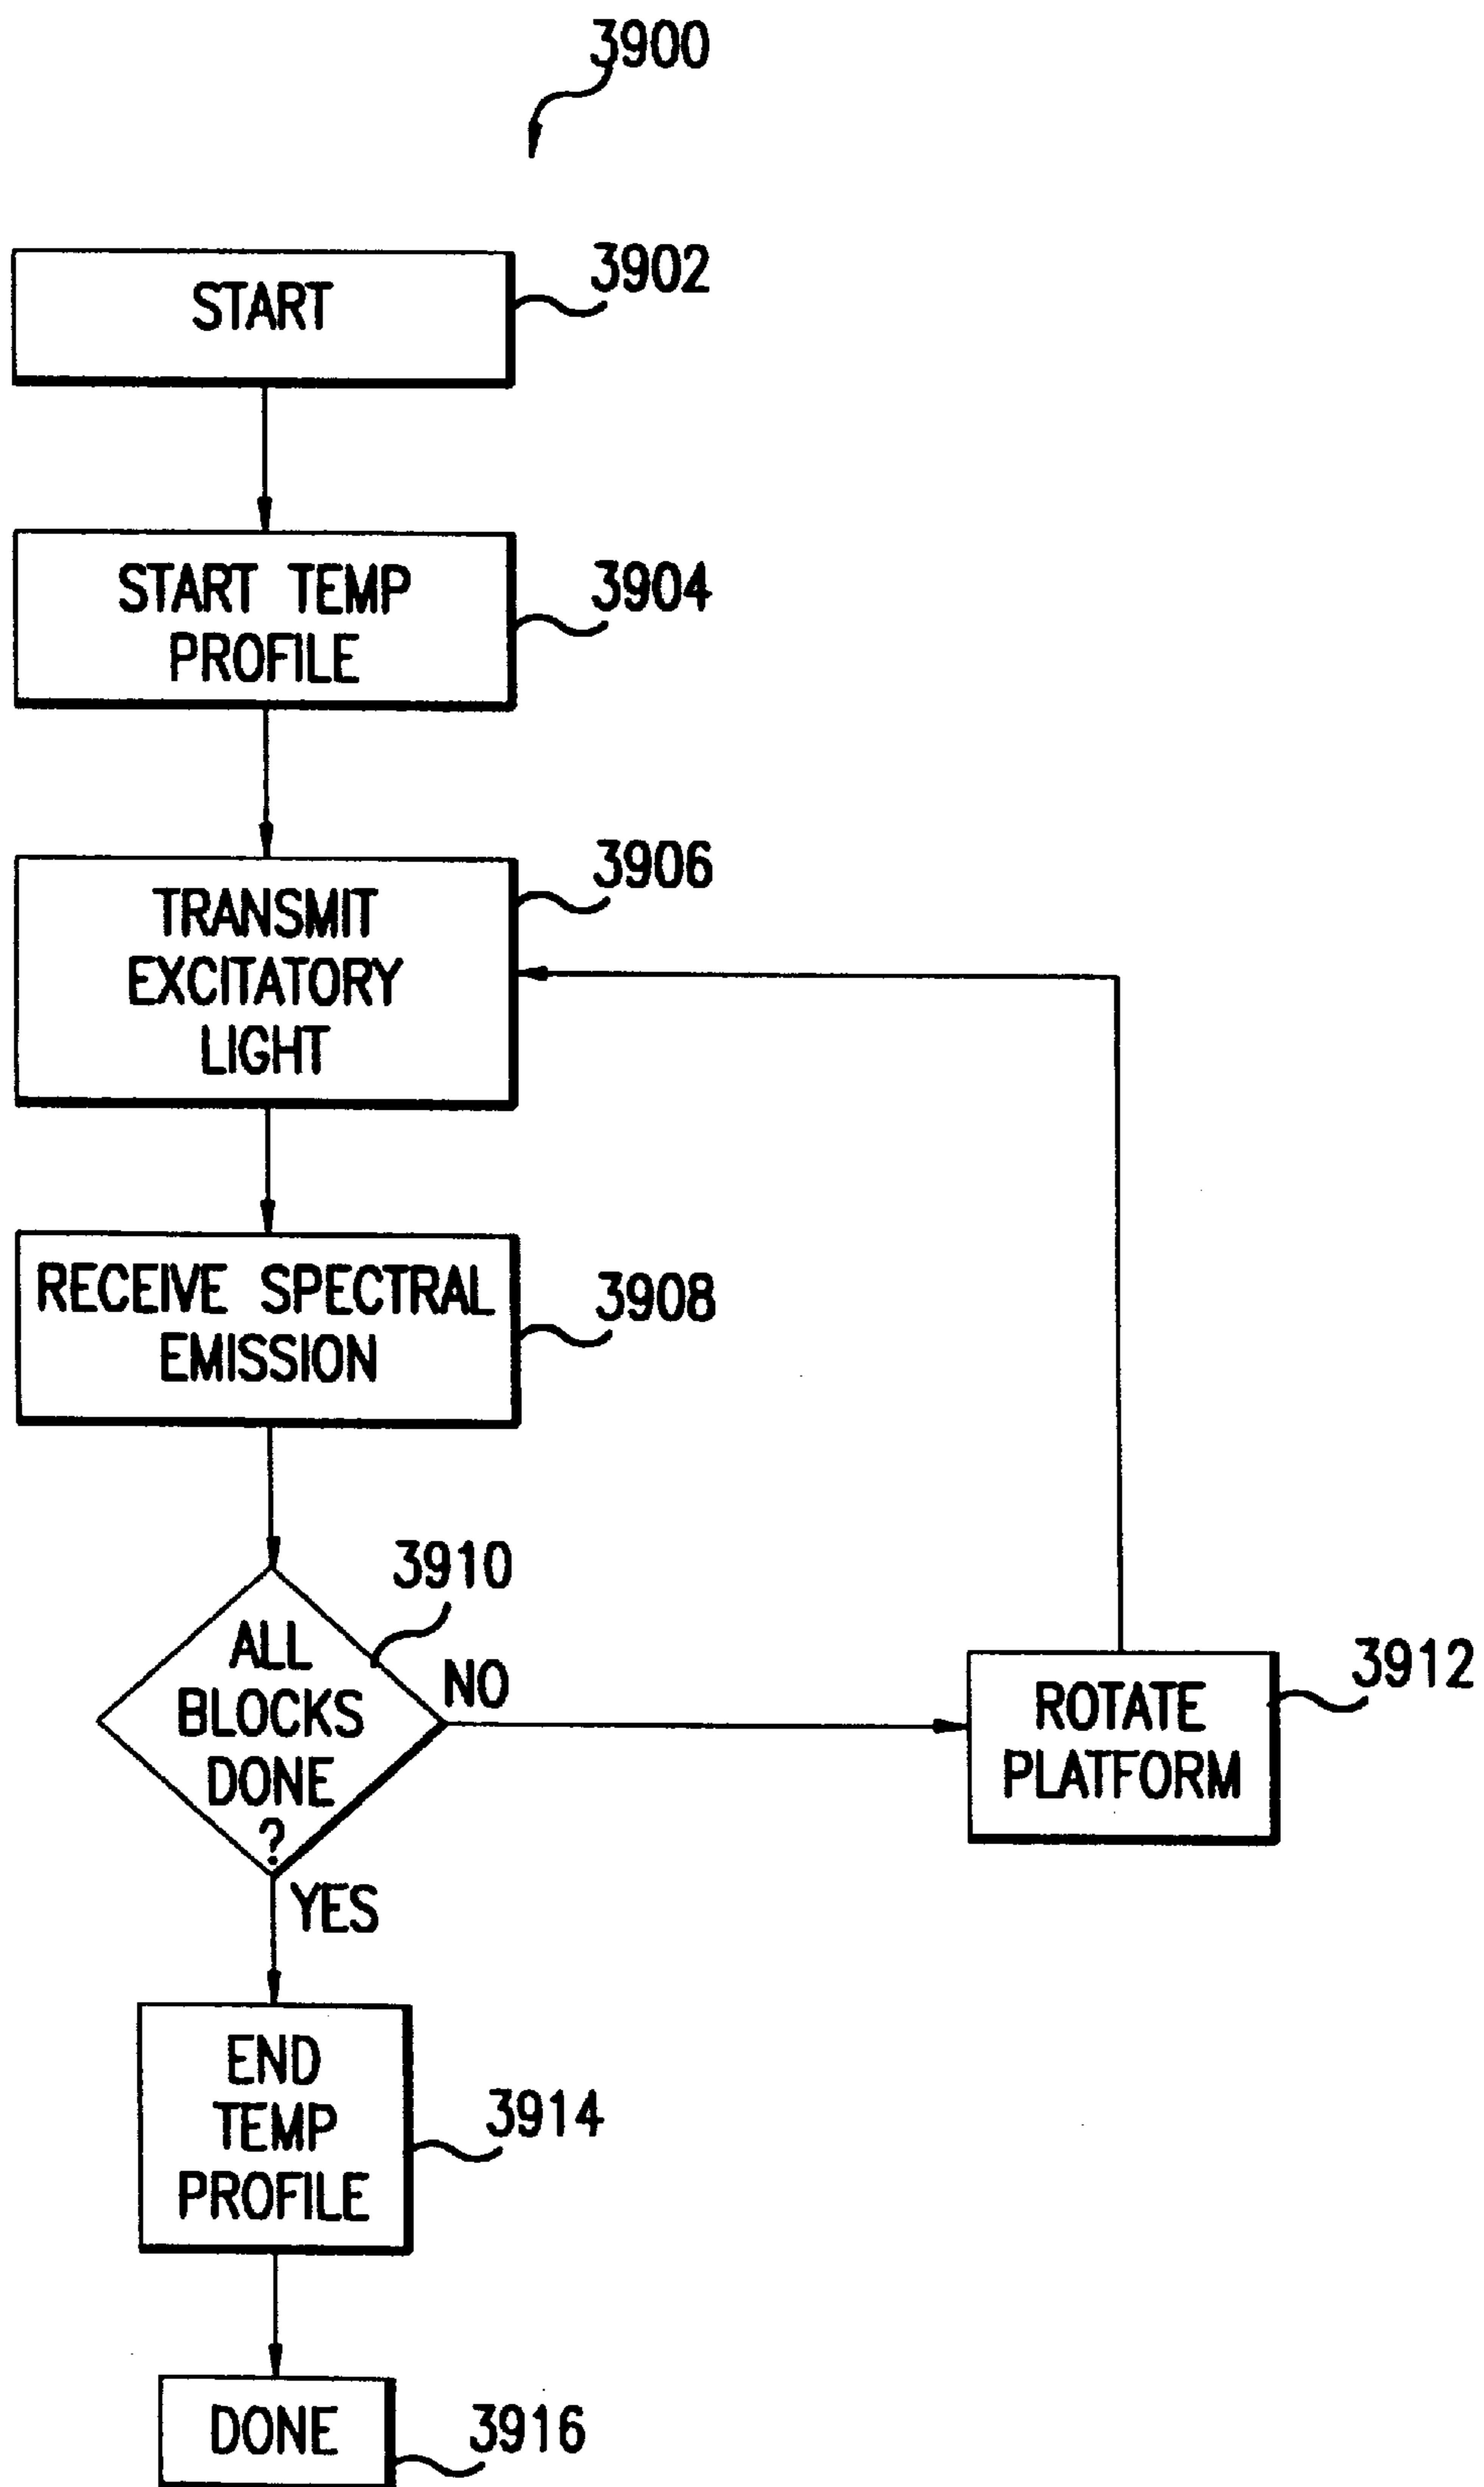 3900
START
3902
START TEMP
PROFILE
3904
TRANSMIT
EXCITATORY
LIGHT
3906
RECEIVE SPECTRAL
EMISSION
3908
3910
ALL
BLOCKS
DONE
?
NO
YES
ROTATE
PLATFORM
3912
END
TEMP
PROFILE
3914
DONE
3916